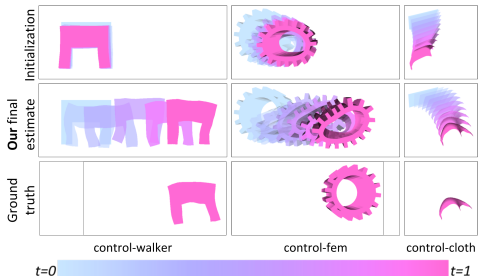 Initialization
Our final
estimate
Ground
truth
control-walker
control-fem
control-cloth
t=0
t=1